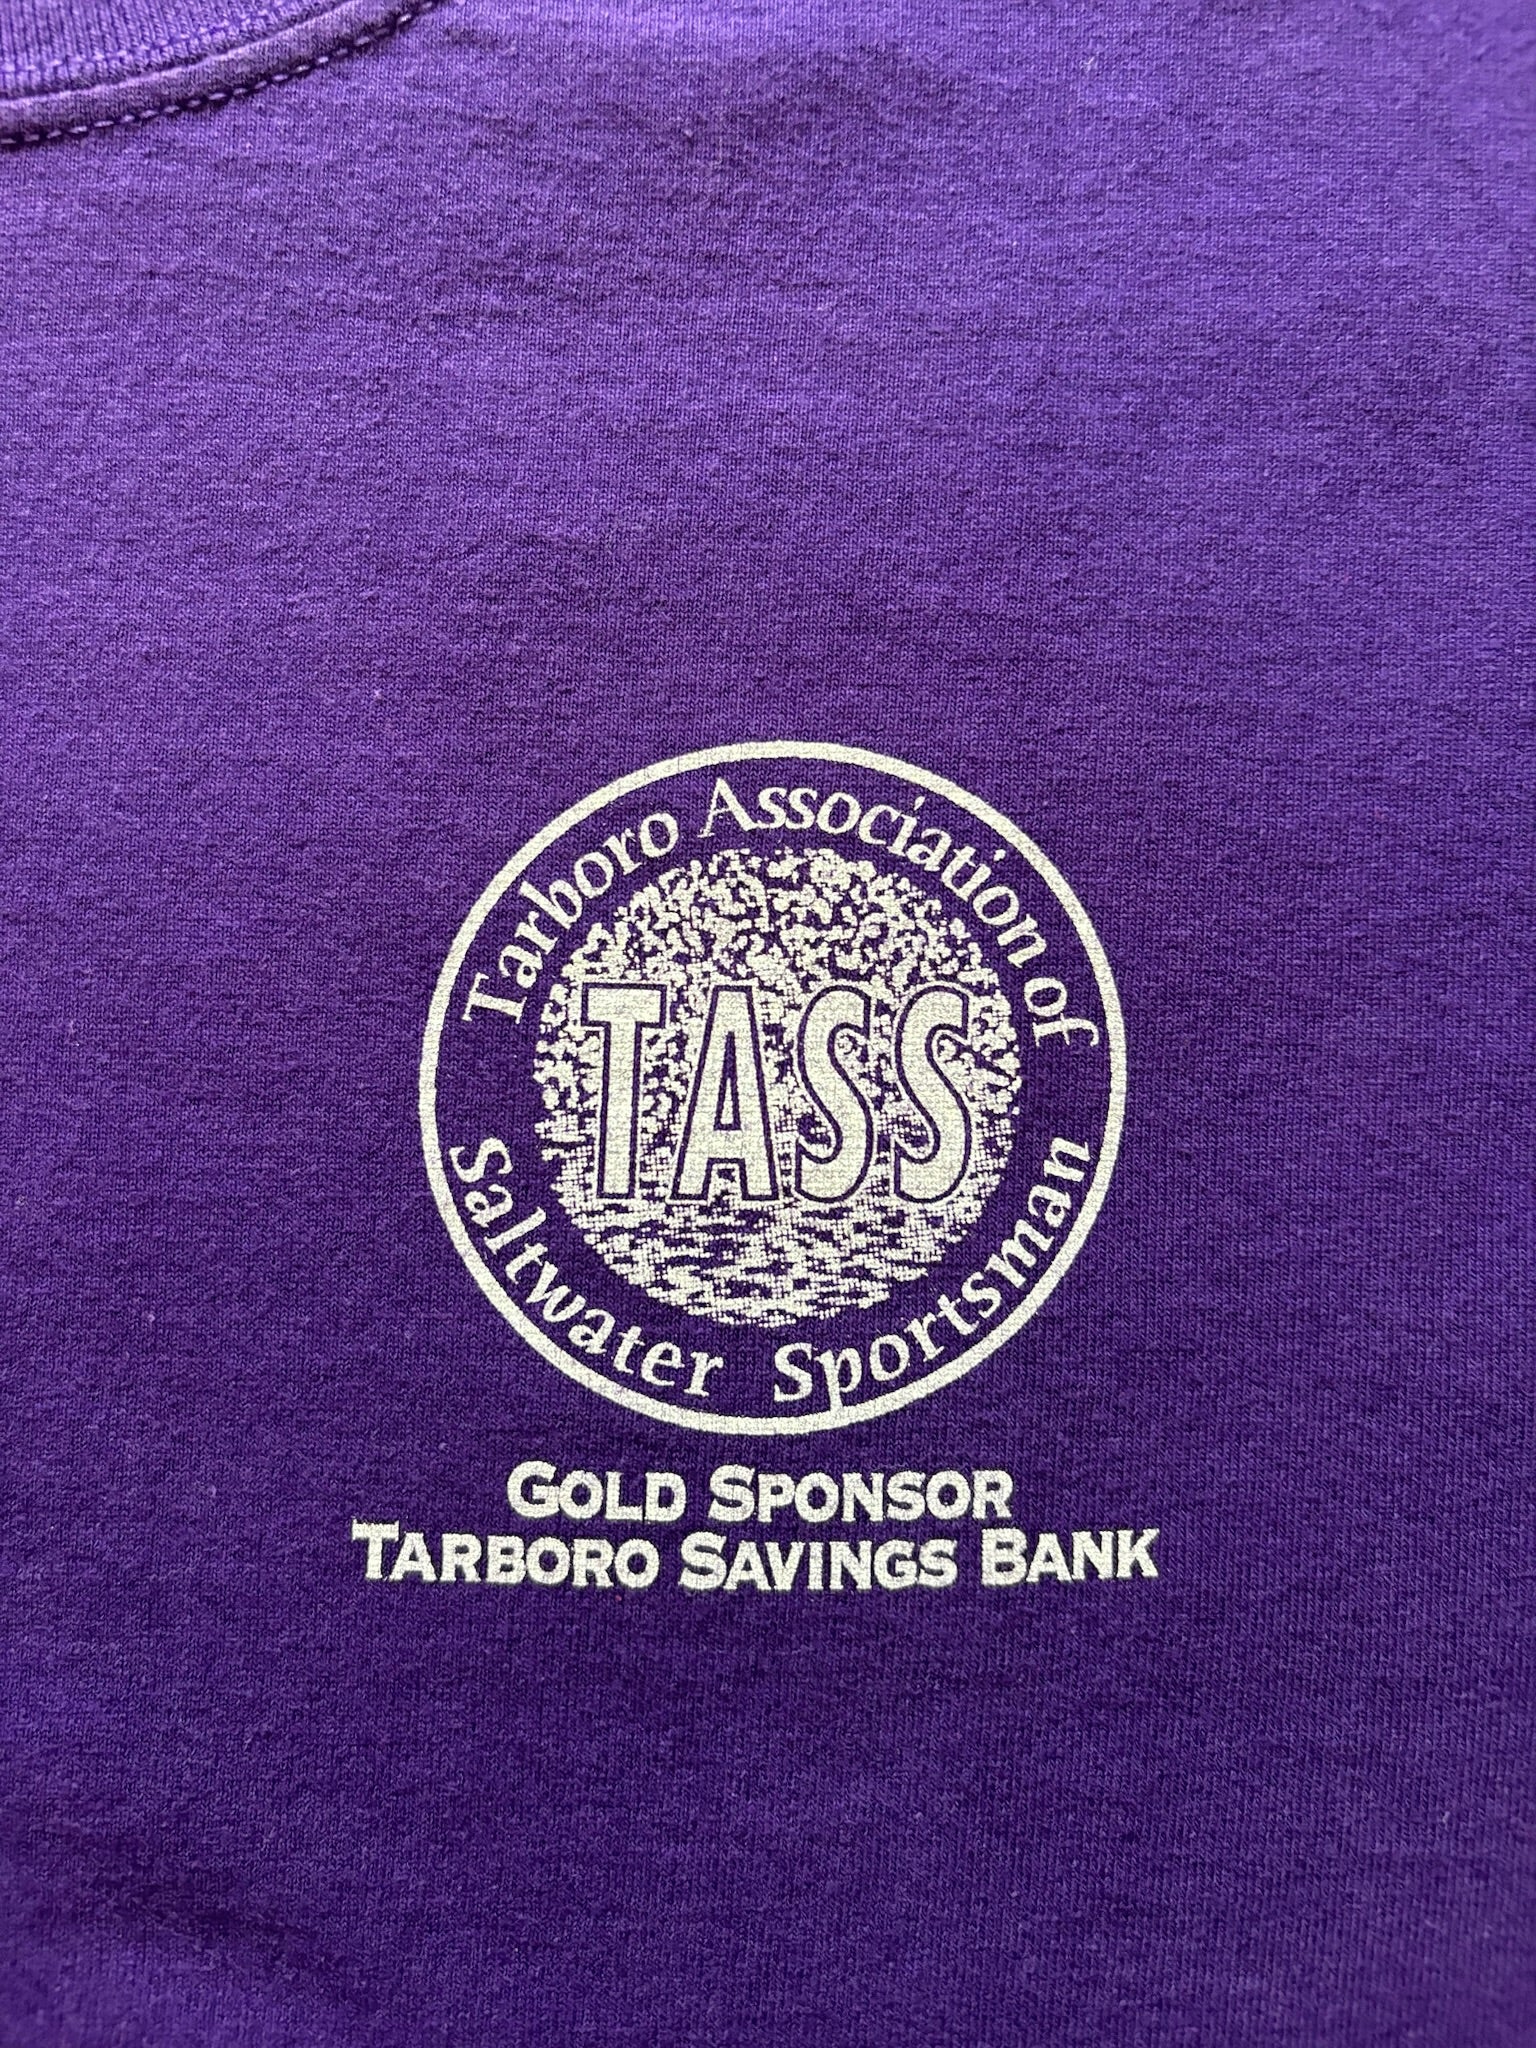 Tarboro Association of
TASS
Saltwater Sportsman
GOLD SPONSOR
TARBORO SAVINGS BANK